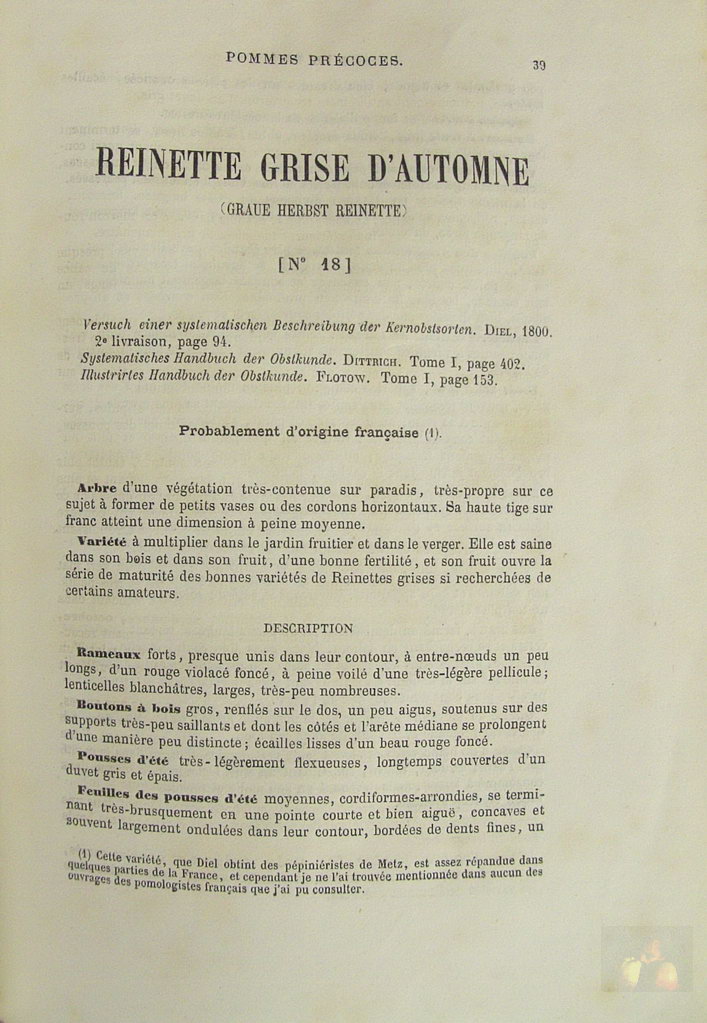 POMMES PRÉCOCES.
39
REINETTE GRISE D'AUTOMNE
(GRAUE HERBST REINETTE)
[N° 18]
Versuch einer systematischen Beschreibung der Kernobstsorten. DIEL, 1800.
2e livraison, page 94.
Systematisches Handbuch der Obstkunde. DITTRICH. Tome I, page 402.
Illustrirtes Handbuch der Obstkunde. FLOTOW. Tome I, page 153.
Probablement d'origine française (1).
Arbre d'une végétation très-contenue sur paradis, très-propre sur ce
sujet à former de petits vases ou des cordons horizontaux. Sa haute tige sur
franc atteint une dimension à peine moyenne.
Variété à multiplier dans le jardin fruitier et dans le verger. Elle est saine
dans son bois et dans son fruit, d'une bonne fertilité, et son fruit ouvre la
série de maturité des bonnes variétés de Reinettes grises si recherchées de
certains amateurs.
DESCRIPTION
Rameaux forts, presque unis dans leur contour, à entre-nœuds un peu
longs, d'un rouge violacé foncé, à peine voilé d'une très-légère pellicule;
lenticelles blanchâtres, larges, très-peu nombreuses.
Boutons à bois gros, renflés sur le dos, un peu aigus, soutenus sur des
supports très-peu saillants et dont les côtés et l'arête médiane se prolongent
d'une manière peu distincte; écailles lisses d'un beau rouge foncé.
Pousses d'été très-légèrement flexueuses, longtemps couvertes d'un
duvet gris et épais.
Feuilles des pousses d'été moyennes, cordiformes-arrondies, se termi-
nant très-brusquement en une pointe courte et bien aiguë, concaves et
souvent largement ondulées dans leur contour, bordées de dents fines, un
(1) Cette variété, que Diel obtint des pépiniéristes de Metz, est assez répandue dans
quelques parties de la France, et cependant je ne l'ai trouvée mentionnée dans aucun des
ouvrages des pomologistes français que j'ai pu consulter.